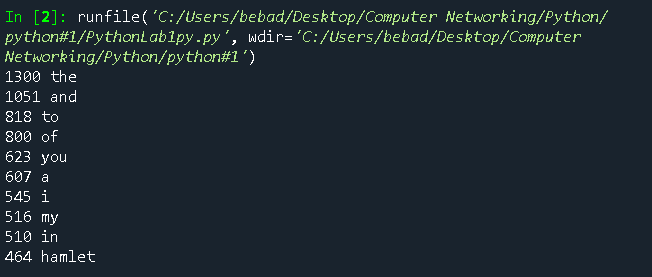 In [2]: runfile('C:/Users/bebad/Desktop/Computer Networking/Python/
python#1/PythonLab1py.py', wdir='C:/Users/bebad/Desktop/Computer
Networking/Python/python#1')
1300 the
1051 and
818 to
800 of
623 you
607 a
545 i
516 my
510 in
464 hamlet